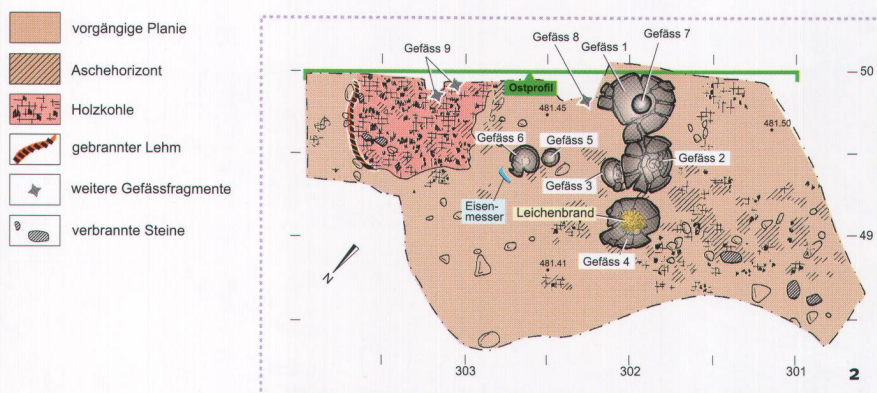 vorgängige Planie
Aschehorizont
Holzkohle
gebrannter Lehm
weitere Gefässfragmente
verbrannte Steine
Gefäss 9
Gefäss 8
Gefäss 1
Gefäss 7
50
Ostprofil
481.45
481.50
Gefäss 6
Gefäss 5
Gefäss 2
Gefäss 3
Eisen-
messer
Leichenbrand
49
Gefäss 4
481.41
N
303
302
301
2